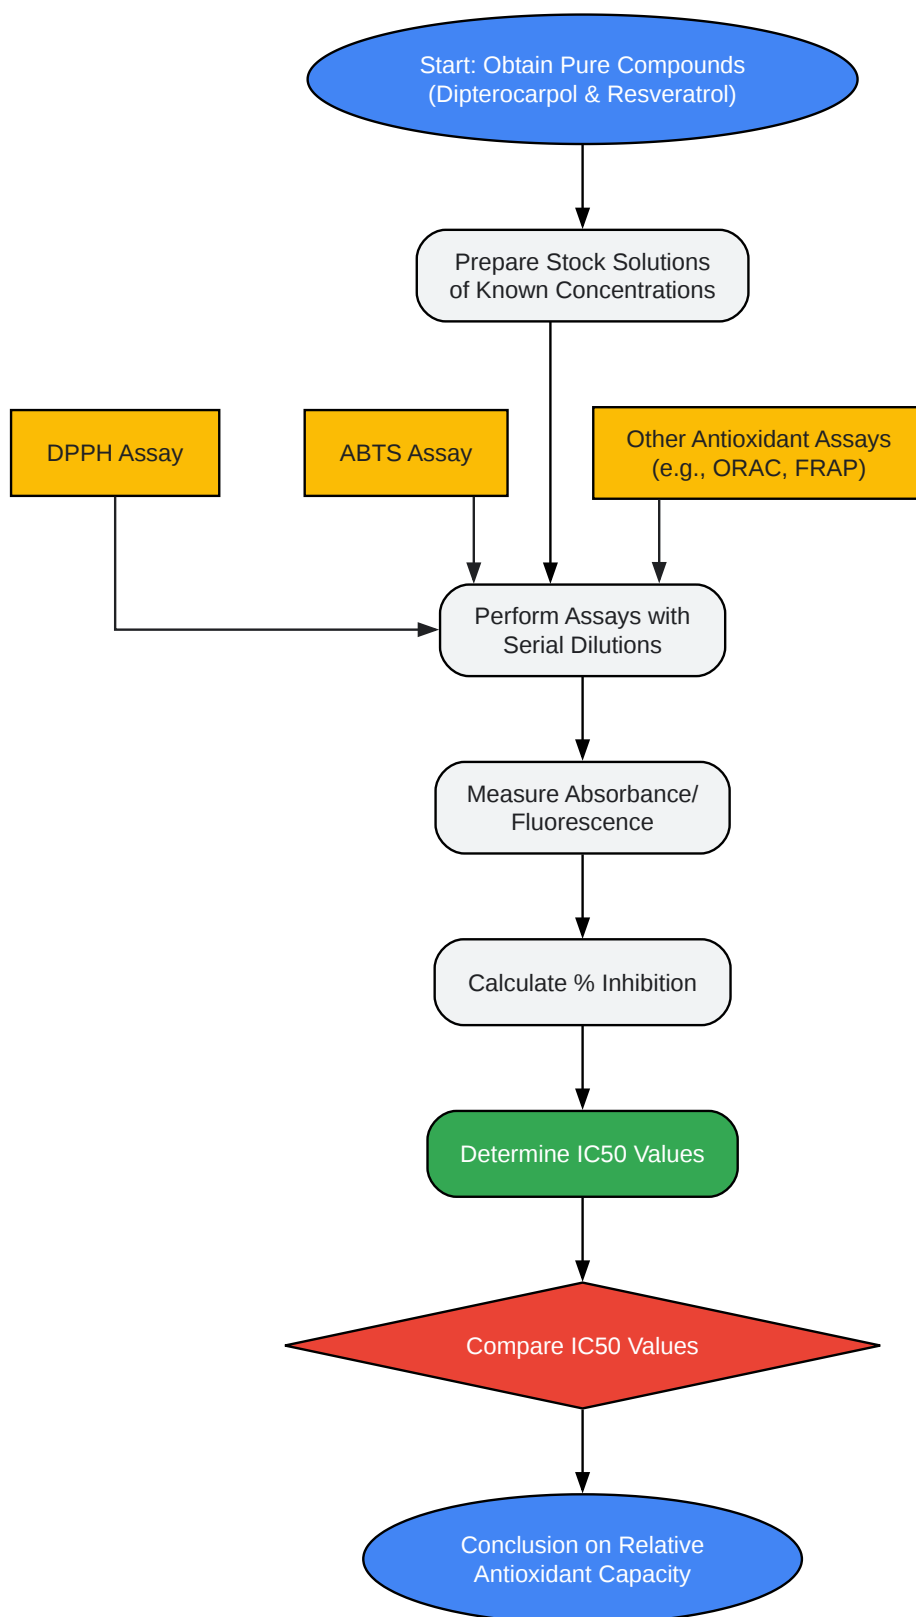 Start: Obtain Pure Compounds
(Dipterocarpol & Resveratrol)
Prepare Stock Solutions
of Known Concentrations
DPPH Assay
ABTS Assay
Other Antioxidant Assays
(e.g., ORAC, FRAP)
Perform Assays with
Serial Dilutions
Measure Absorbance/
Fluorescence
Calculate % Inhibition
Determine IC50 Values
Compare IC50 Values
Conclusion on Relative
Antioxidant Capacity